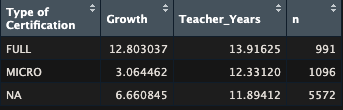 Type of Certification Growth Teacher_Years n
FULL 12.803037 13.91625 991
MICRO 3.064462 12.33120 1096
NA 6.660845 11.89412 5572